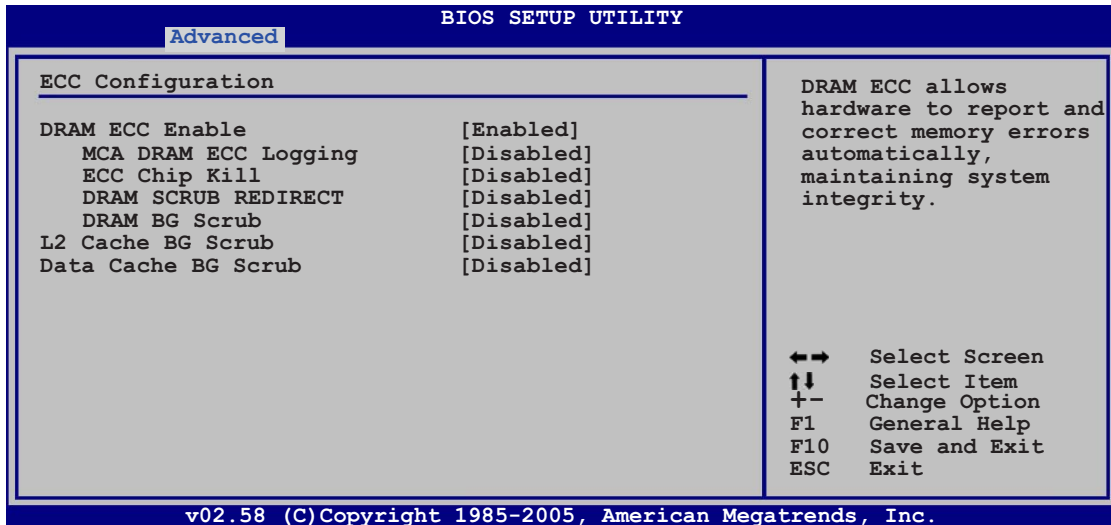 BIOS SETUP UTILITY
Advanced
ECC Configuration
DRAM ECC Enable [Enabled]
MCA DRAM ECC Logging [Disabled]
ECC Chip Kill [Disabled]
DRAM SCRUB REDIRECT [Disabled]
DRAM BG Scrub [Disabled]
L2 Cache BG Scrub [Disabled]
Data Cache BG Scrub [Disabled]
DRAM ECC allows
hardware to report and
correct memory errors
automatically,
maintaining system
integrity.
←→ Select Screen
↑↓ Select Item
+- Change Option
F1 General Help
F10 Save and Exit
ESC Exit
v02.58 (C)Copyright 1985-2005, American Megatrends, Inc.